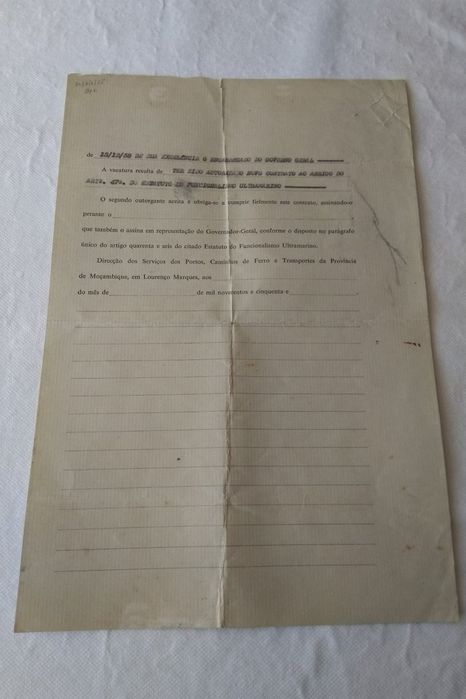 de 12/12/58 DE SUA EXCELÊNCIA O ENCARREGADO DO GOVERNO GERAL
A vacatura resulta de TER SIDO AUTORIZADO NOVO CONTRATO AO ABRIGO DO
ARTº. 47º. DO ESTATUTO DO FUNCIONALISMO ULTRAMARINO
O segundo outorgante aceita e obriga-se a cumprir fielmente este contrato, assinando-o
perante o
que também o assina em representação do Governador-Geral, conforme o disposto no parágrafo
único do artigo quarenta e seis do citado Estatuto do Funcionalismo Ultramarino.
Direcção dos Serviços dos Portos, Caminhos de Ferro e Transportes da Província
de Moçambique, em Lourenço Marques, aos
do mês de de mil novecentos e cinquenta e